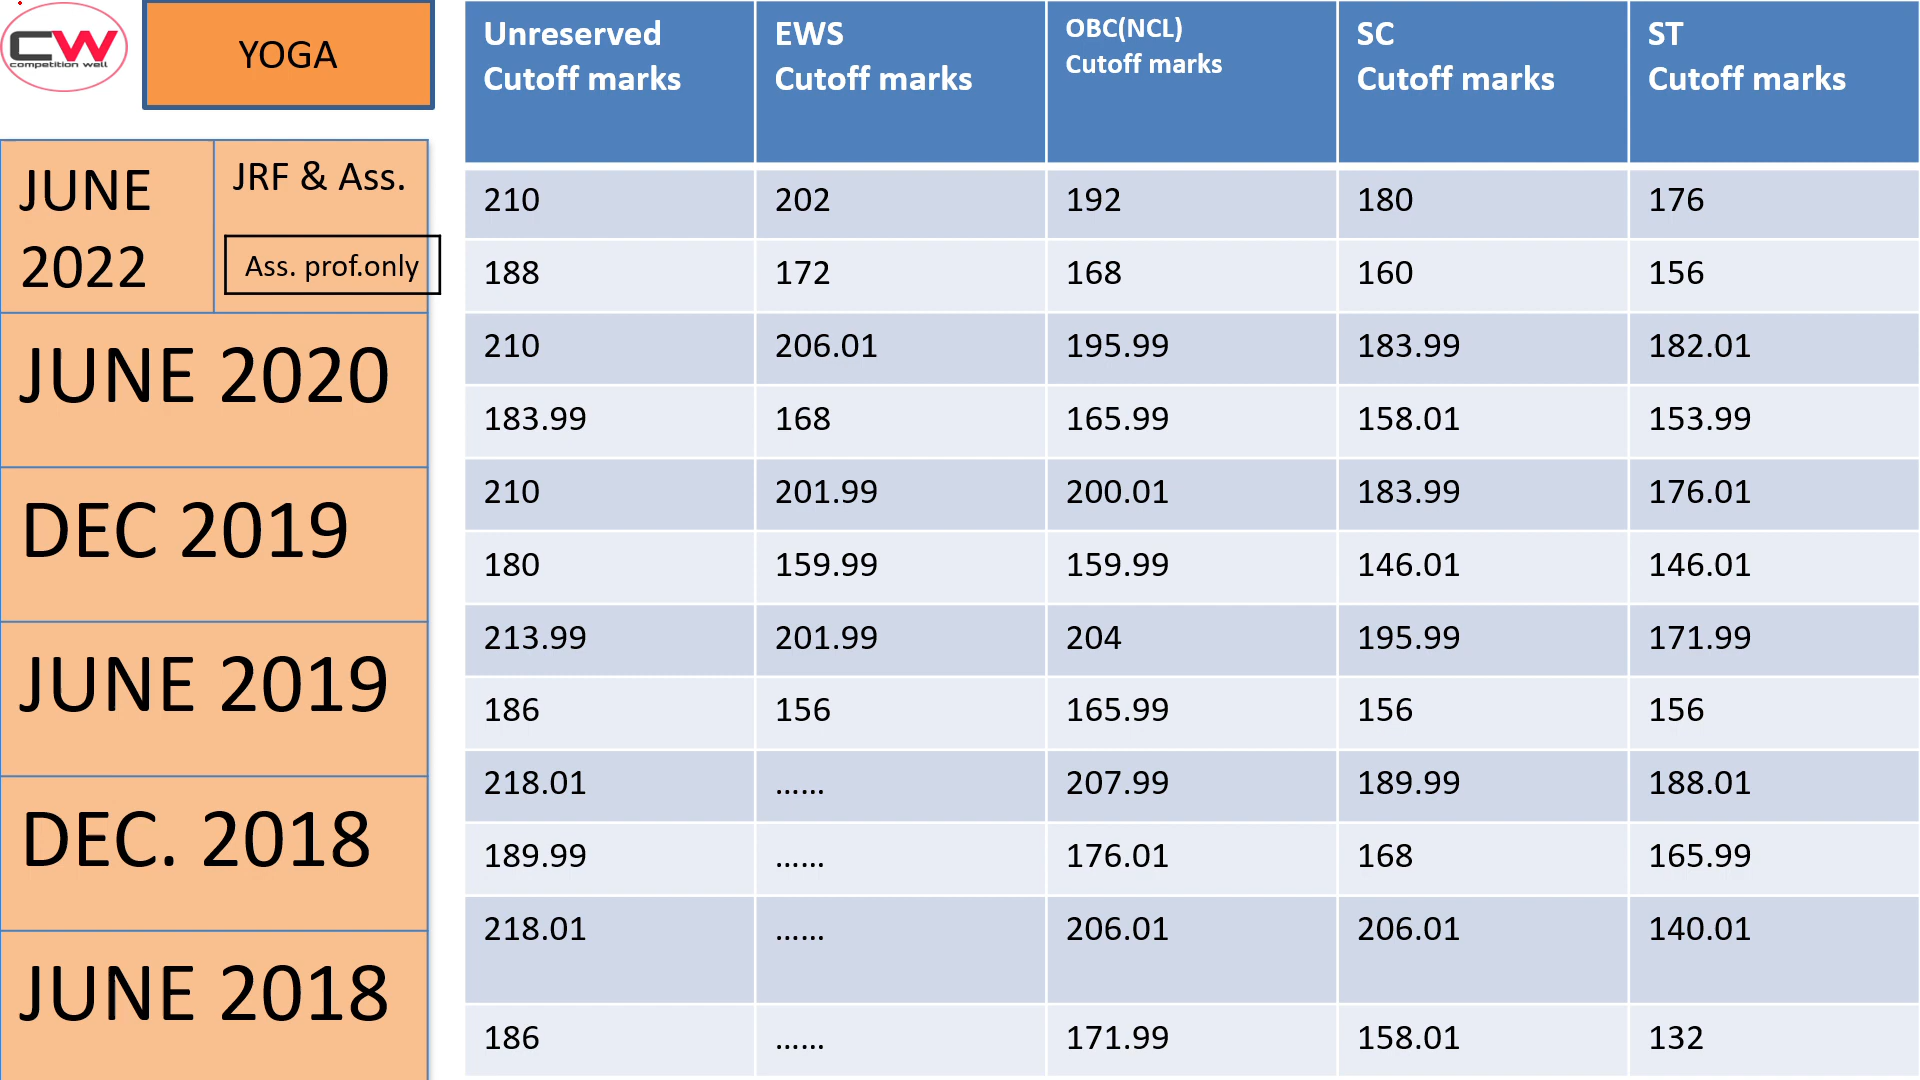 CW
competition well
YOGA
Unreserved
Cutoff marks
EWS
Cutoff marks
OBC(NCL)
Cutoff marks
SC
Cutoff marks
ST
Cutoff marks
JUNE
2022
JRF & Ass.
Ass. prof.only
210 202 192 180 176
188 172 168 160 156
JUNE 2020
210 206.01 195.99 183.99 182.01
183.99 168 165.99 158.01 153.99
DEC 2019
210 201.99 200.01 183.99 176.01
180 159.99 159.99 146.01 146.01
JUNE 2019
213.99 201.99 204 195.99 171.99
186 156 165.99 156 156
DEC. 2018
218.01 ...... 207.99 189.99 188.01
189.99 ...... 176.01 168 165.99
JUNE 2018
218.01 ...... 206.01 206.01 140.01
186 ...... 171.99 158.01 132